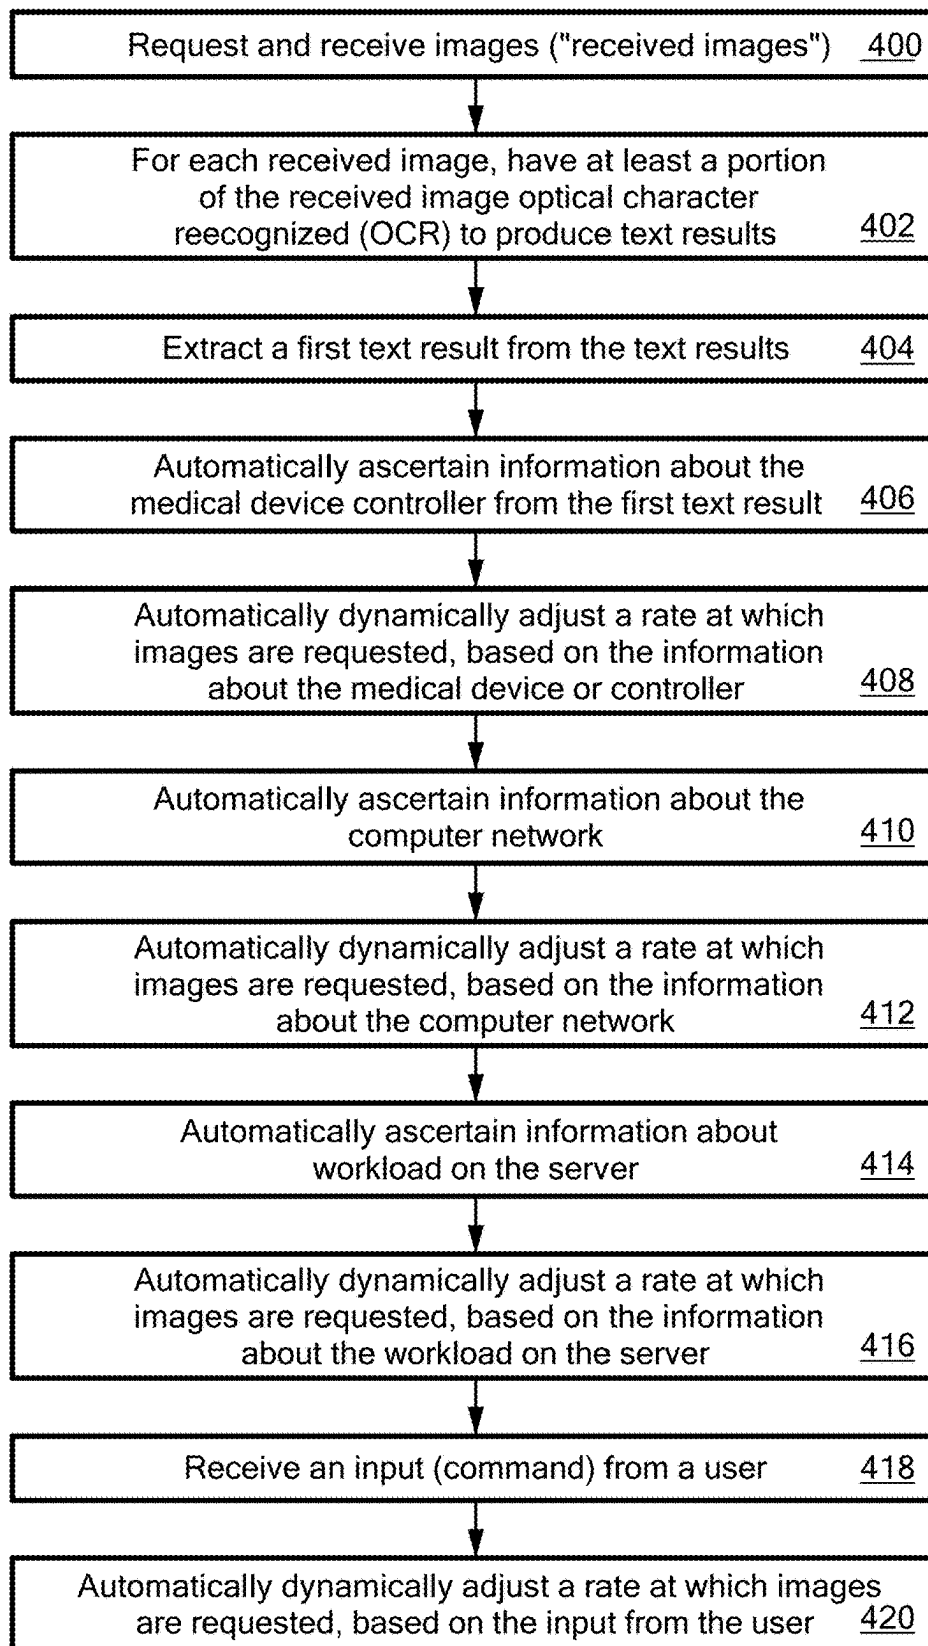 Request and receive images ("received images") 400
For each received image, have at least a portion
of the received image optical character
reecognized (OCR) to produce text results 402
Extract a first text result from the text results 404
Automatically ascertain information about the
medical device controller from the first text result 406
Automatically dynamically adjust a rate at which
images are requested, based on the information
about the medical device or controller 408
Automatically ascertain information about the
computer network 410
Automatically dynamically adjust a rate at which
images are requested, based on the information
about the computer network 412
Automatically ascertain information about
workload on the server 414
Automatically dynamically adjust a rate at which
images are requested, based on the information
about the workload on the server 416
Receive an input (command) from a user 418
Automatically dynamically adjust a rate at which images
are requested, based on the input from the user 420